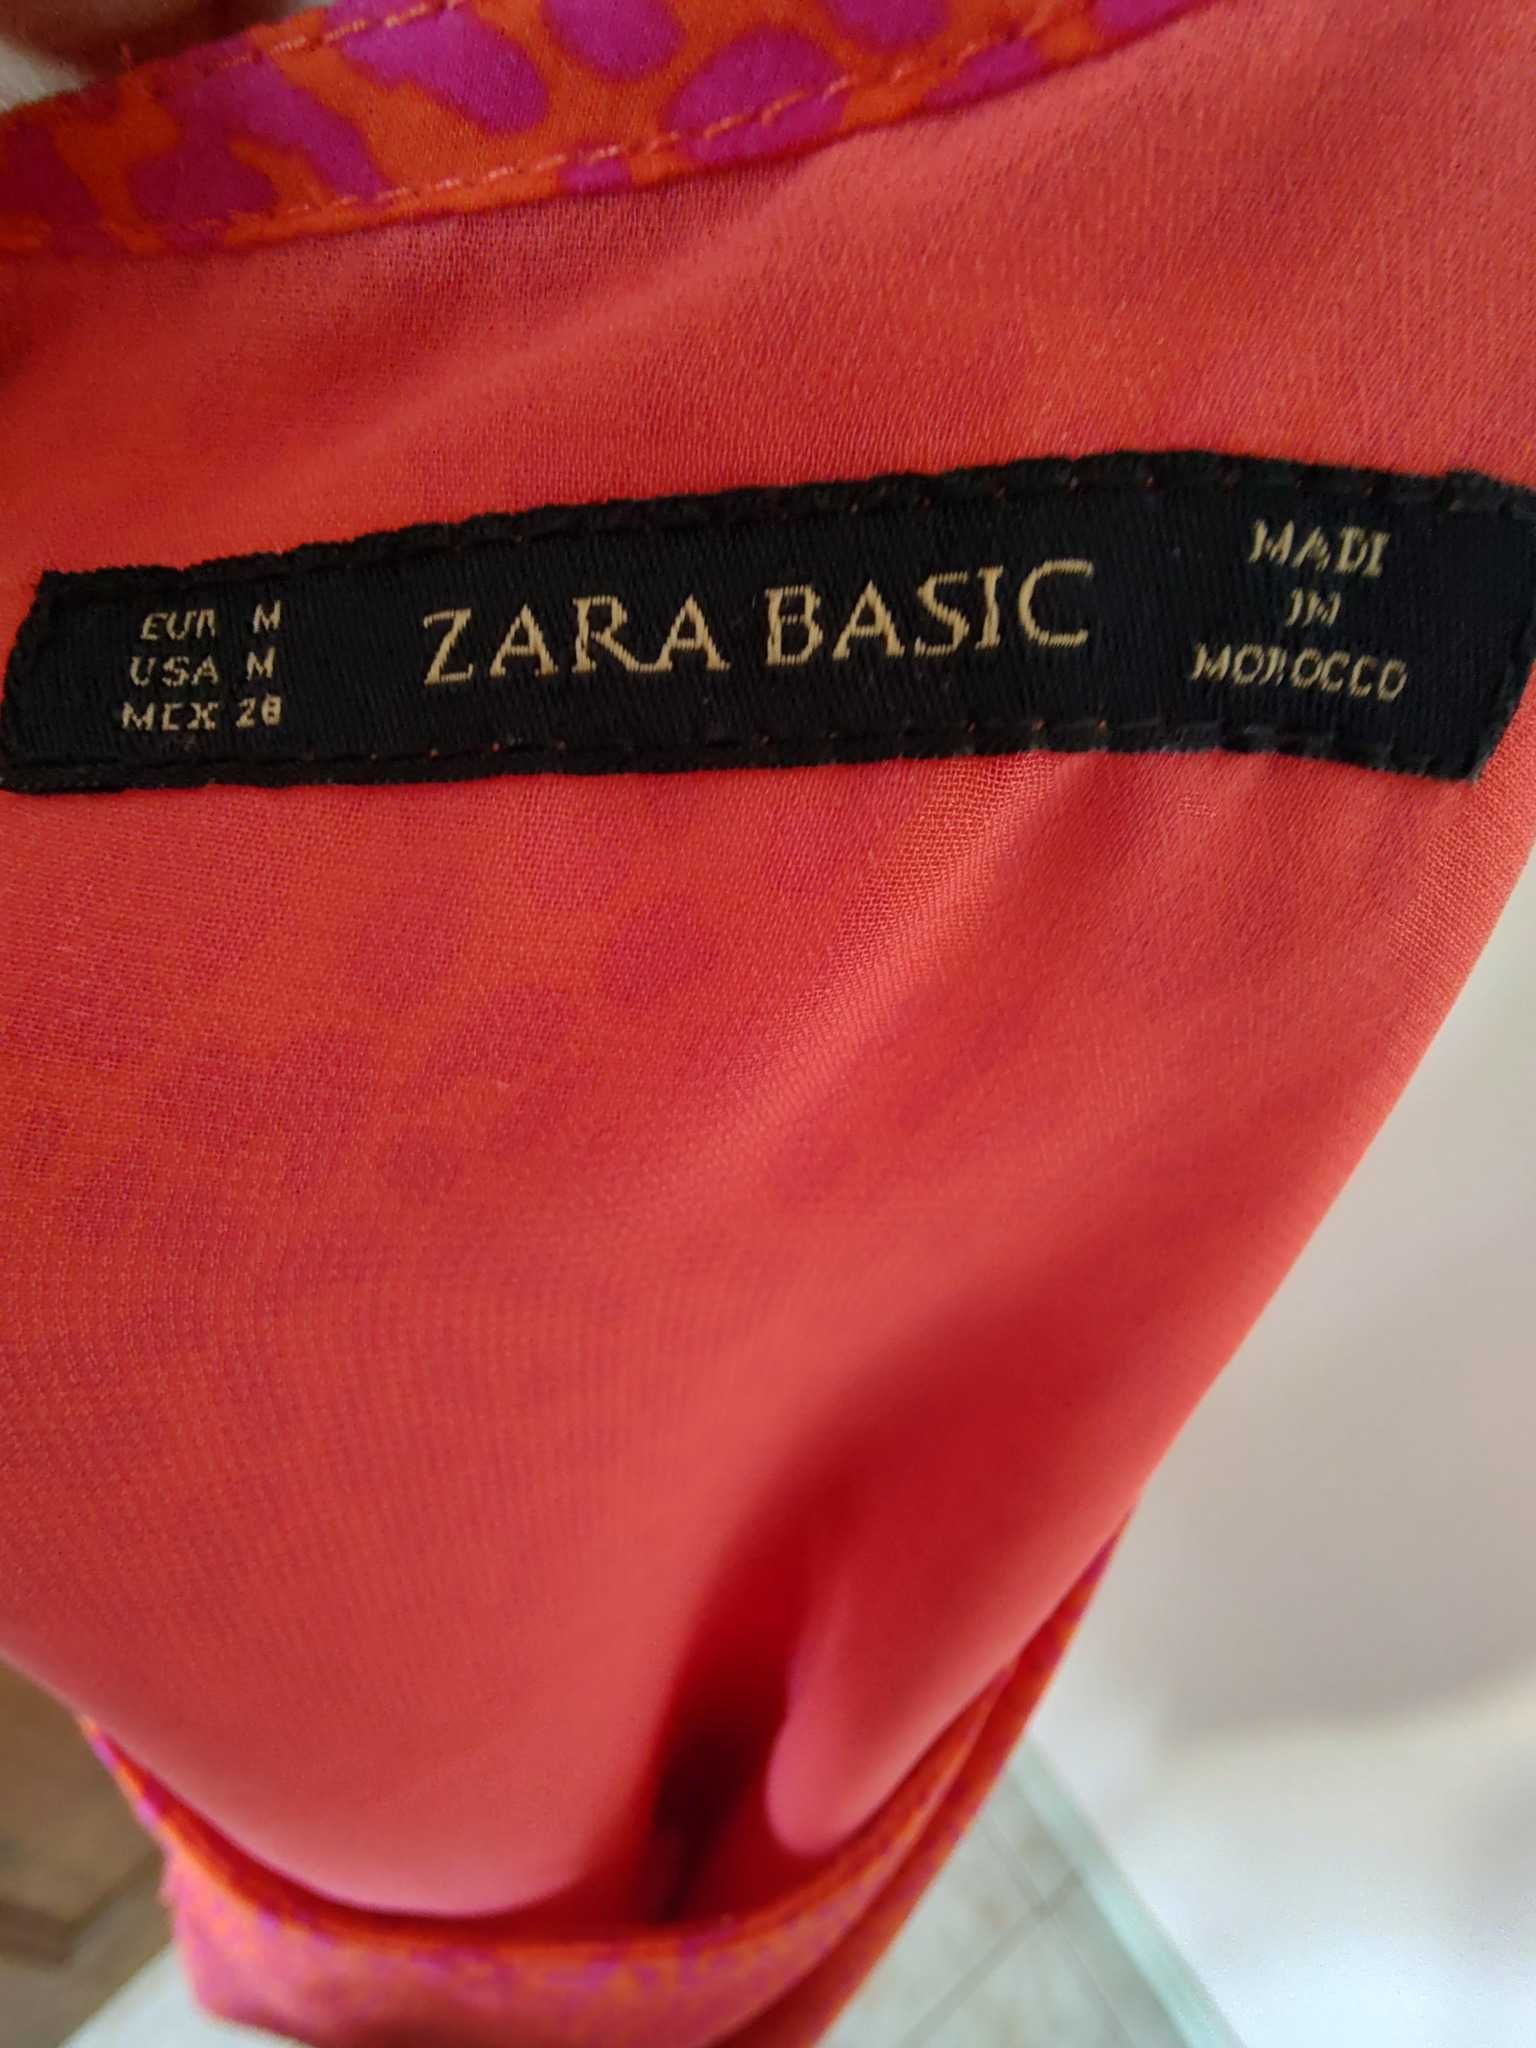 EUR M
USA M
MEX 28
ZARA BASIC
MADE
IN
MOROCCO